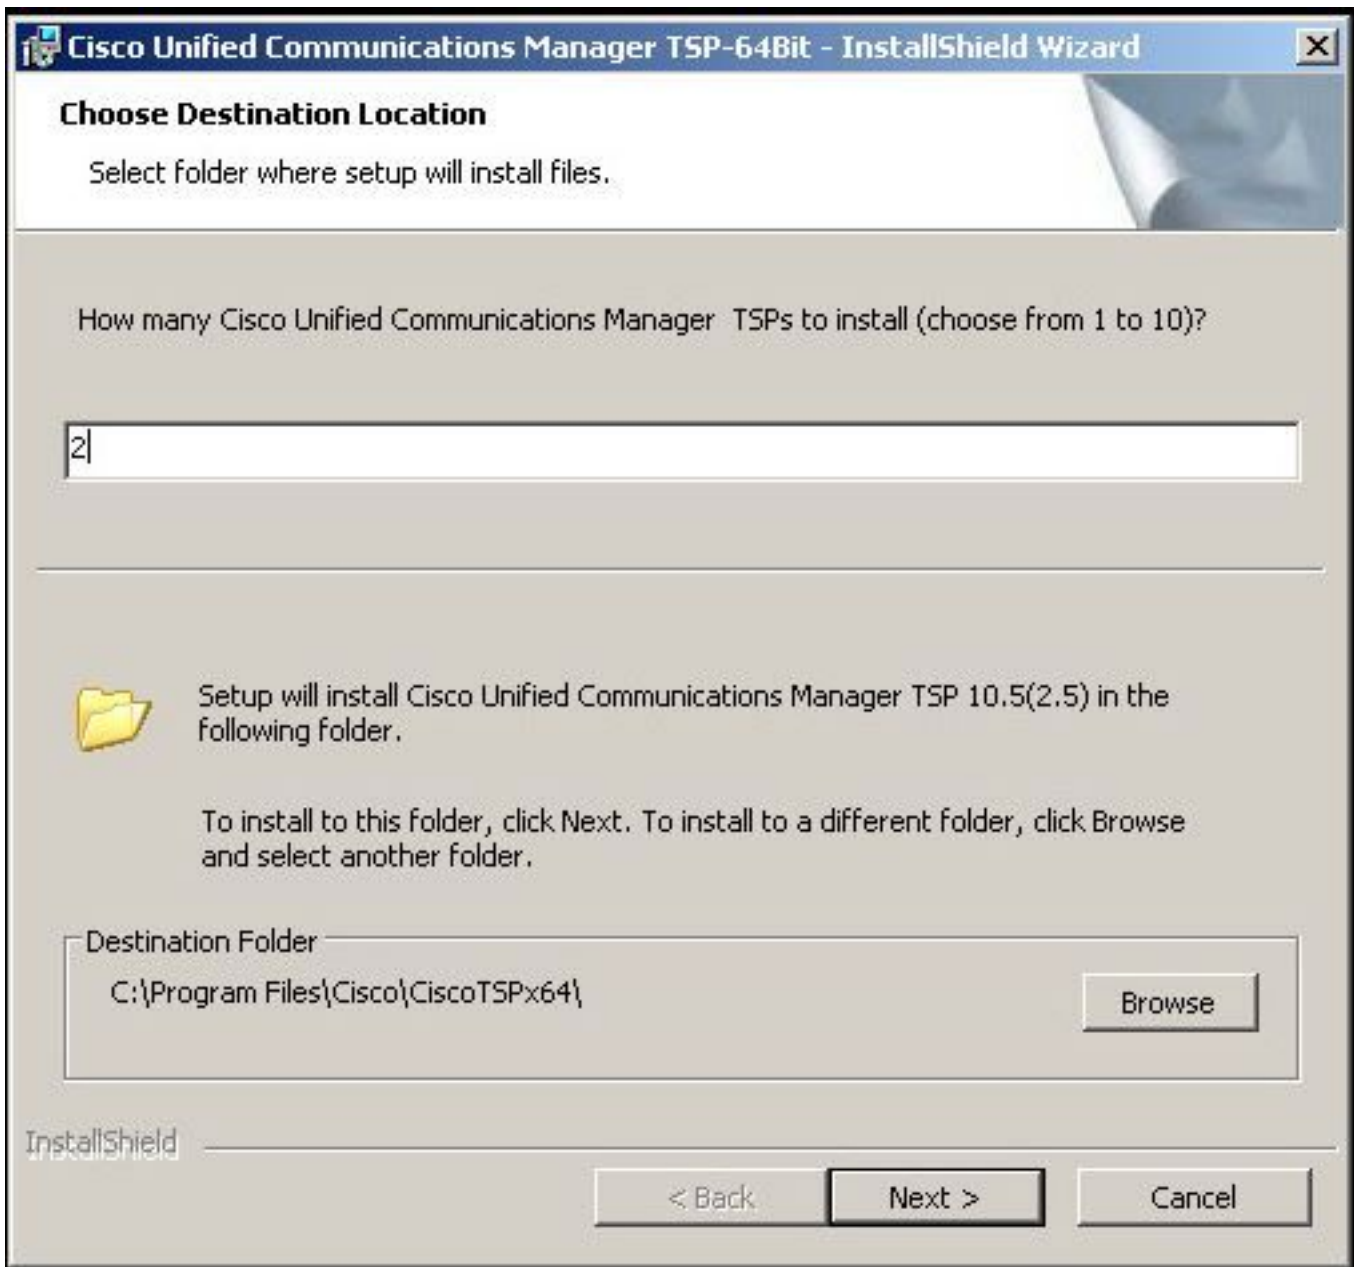 Cisco Unified Communications Manager TSP-64Bit - InstallShield Wizard
Choose Destination Location
Select folder where setup will install files.
How many Cisco Unified Communications Manager  TSPs to install (choose from 1 to 10)?
2
Setup will install Cisco Unified Communications Manager TSP 10.5(2.5) in the
following folder.
To install to this folder, click Next. To install to a different folder, click Browse
and select another folder.
Destination Folder
C:\Program Files\Cisco\CiscoTSPx64\
Browse
InstallShield
< Back
Next >
Cancel